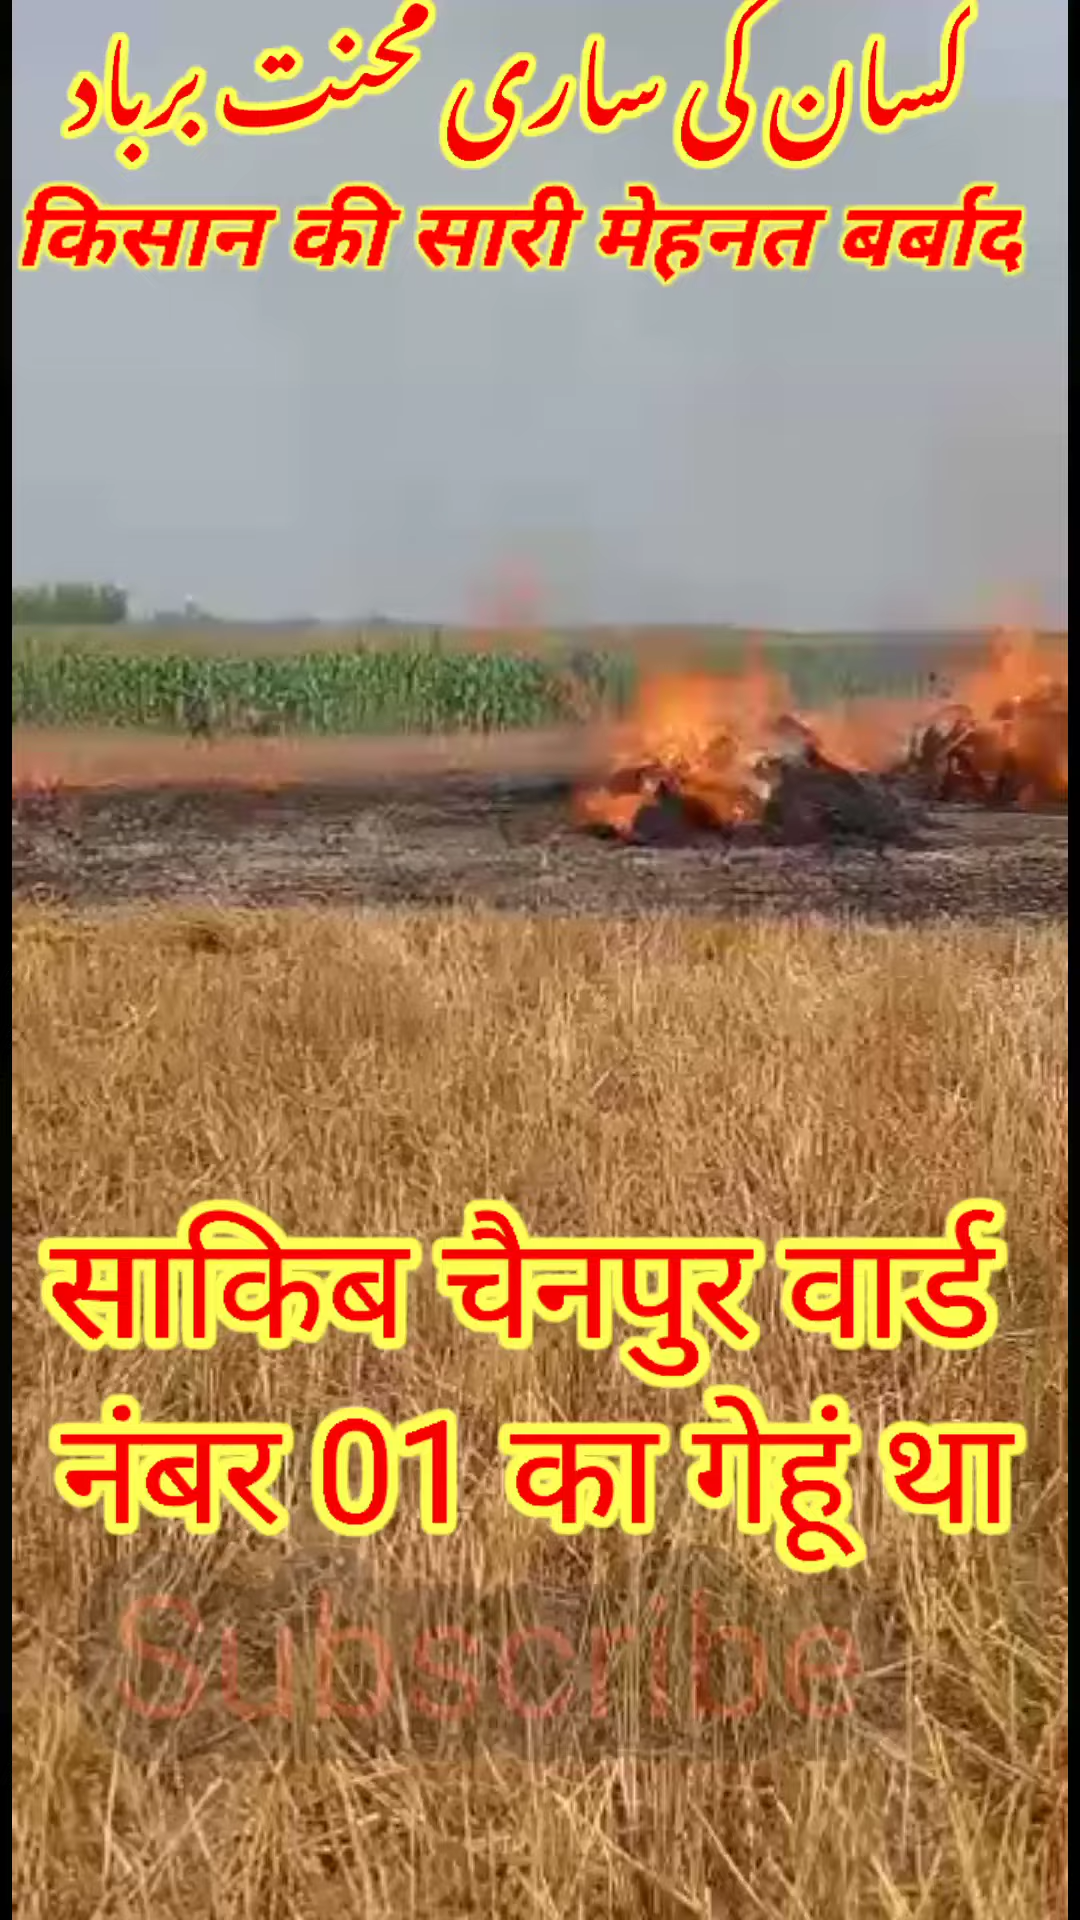 کسان کی ساری محنت برباد
किसान की सारी मेहनत बर्बाद
साकिब चैनपुर वार्ड
नंबर 01 का गेहूं था
Subscribe